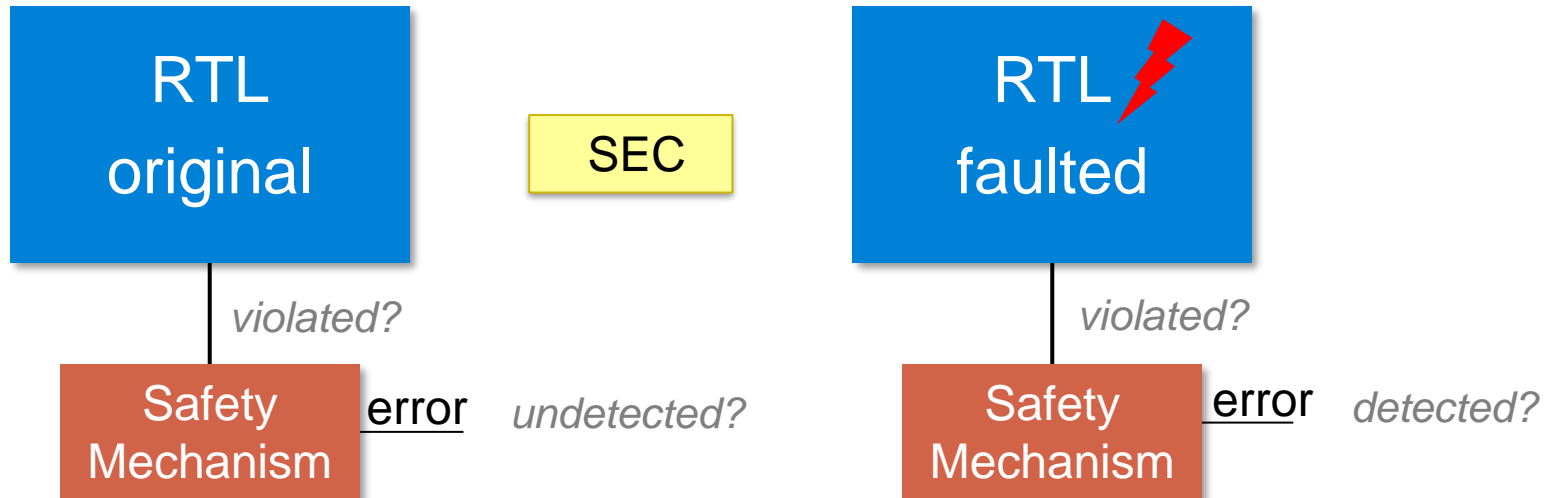 RTL
original
violated?
Safety
Mechanism
error
undetected?
SEC
RTL
faulted
violated?
Safety
Mechanism
error
detected?